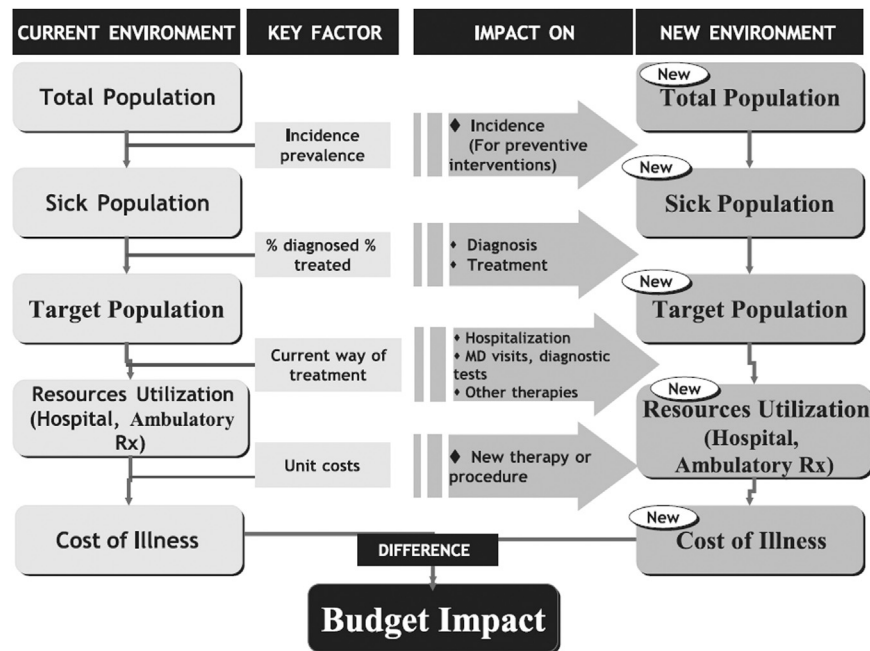 CURRENT ENVIRONMENT
KEY FACTOR
IMPACT ON
NEW ENVIRONMENT
Total Population
Incidence
prevalence
♦ Incidence
(For preventive
interventions)
New
Total Population
Sick Population
% diagnosed %
treated
♦ Diagnosis
♦ Treatment
New
Sick Population
Target Population
Current way of
treatment
♦ Hospitalization
♦ MD visits, diagnostic
tests
♦ Other therapies
New
Target Population
Resources Utilization
(Hospital, Ambulatory
Rx)
Unit costs
♦ New therapy or
procedure
New
Resources Utilization
(Hospital,
Ambulatory Rx)
Cost of Illness
New
Cost of Illness
DIFFERENCE
Budget Impact